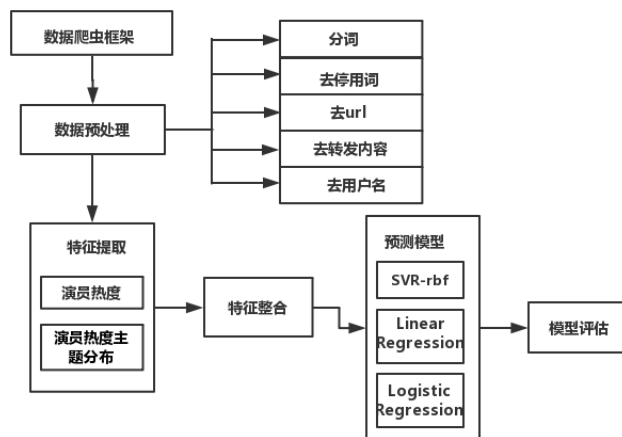 数据爬虫框架
分词
去停用词
去url
数据预处理
去转发内容
去用户名
特征提取
演员热度
演员热度主
题分布
特征整合
预测模型
SVR-rbf
Linear
Regression
Logistic
Regression
模型评估